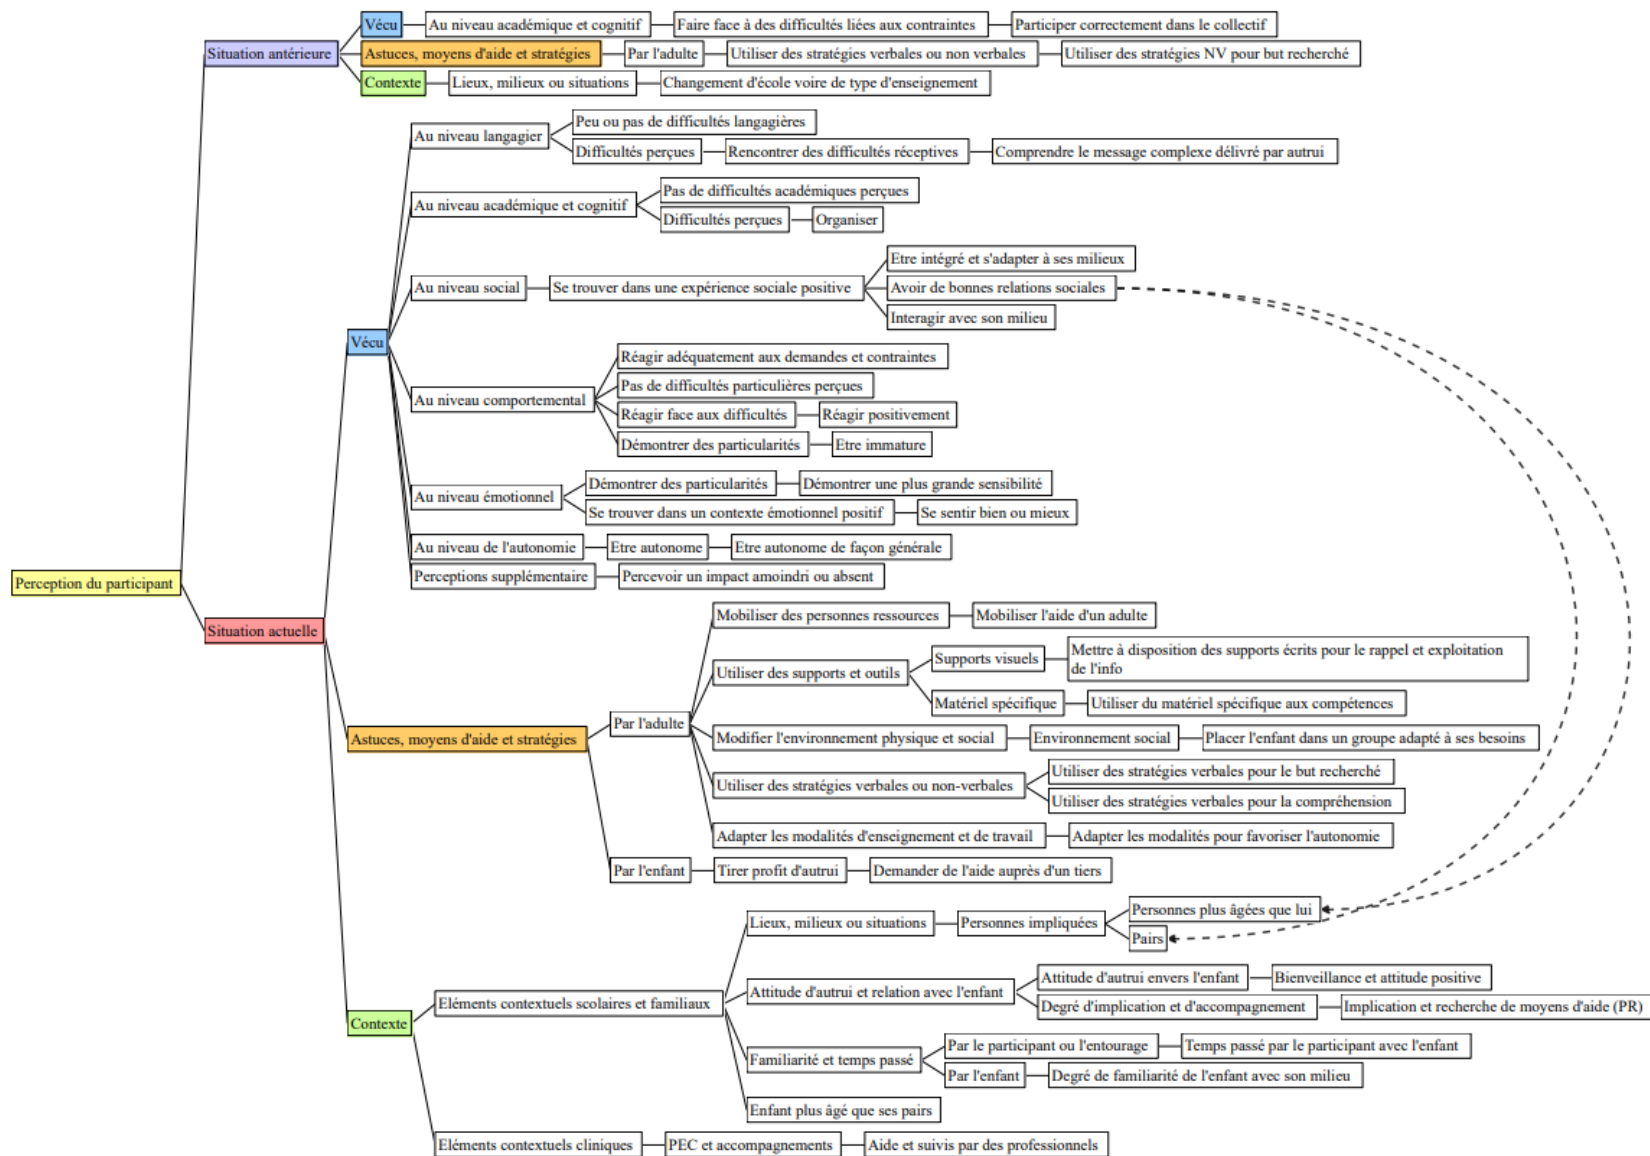 Vécu
Au niveau académique et cognitif
Faire face à des difficultés liées aux contraintes
Participer correctement dans le collectif
Situation antérieure
Astuces, moyens d'aide et stratégies
Par l'adulte
Utiliser des stratégies verbales ou non verbales
Utiliser des stratégies NV pour but recherché
Contexte
Lieux, milieux ou situations
Changement d'école voire de type d'enseignement
Au niveau langagier
Peu ou pas de difficultés langagières
Difficultés perçues
Rencontrer des difficultés réceptives
Comprendre le message complexe délivré par autrui
Au niveau académique et cognitif
Pas de difficultés académiques perçues
Difficultés perçues
Organiser
Au niveau social
Se trouver dans une expérience sociale positive
Etre intégré et s'adapter à ses milieux
Avoir de bonnes relations sociales
Interagir avec son milieu
Vécu
Au niveau comportemental
Réagir adéquatement aux demandes et contraintes
Pas de difficultés particulières perçues
Réagir face aux difficultés
Réagir positivement
Démontrer des particularités
Etre immature
Au niveau émotionnel
Démontrer des particularités
Démontrer une plus grande sensibilité
Se trouver dans un contexte émotionnel positif
Se sentir bien ou mieux
Au niveau de l'autonomie
Etre autonome
Etre autonome de façon générale
Perceptions supplémentaire
Percevoir un impact amoindri ou absent
Perception du participant
Situation actuelle
Astuces, moyens d'aide et stratégies
Par l'adulte
Mobiliser des personnes ressources
Mobiliser l'aide d'un adulte
Utiliser des supports et outils
Supports visuels
Mettre à disposition des supports écrits pour le rappel et exploitation
de l'info
Matériel spécifique
Utiliser du matériel spécifique aux compétences
Modifier l'environnement physique et social
Environnement social
Placer l'enfant dans un groupe adapté à ses besoins
Utiliser des stratégies verbales ou non-verbales
Utiliser des stratégies verbales pour le but recherché
Utiliser des stratégies verbales pour la compréhension
Adapter les modalités d'enseignement et de travail
Adapter les modalités pour favoriser l'autonomie
Par l'enfant
Tirer profit d'autrui
Demander de l'aide auprès d'un tiers
Contexte
Eléments contextuels scolaires et familiaux
Lieux, milieux ou situations
Personnes impliquées
Personnes plus âgées que lui
Pairs
Attitude d'autrui et relation avec l'enfant
Attitude d'autrui envers l'enfant
Bienveillance et attitude positive
Degré d'implication et d'accompagnement
Implication et recherche de moyens d'aide (PR)
Familiarité et temps passé
Par le participant ou l'entourage
Temps passé par le participant avec l'enfant
Par l'enfant
Degré de familiarité de l'enfant avec son milieu
Enfant plus âgé que ses pairs
Eléments contextuels cliniques
PEC et accompagnements
Aide et suivis par des professionnels